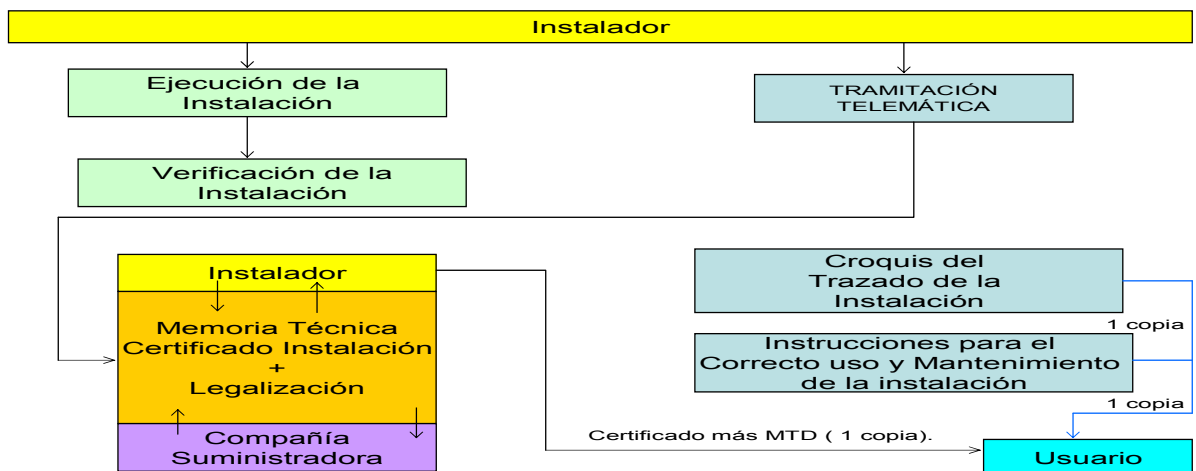 Instalador
Ejecución de la
Instalación
TRAMITACIÓN
TELEMÁTICA
Verificación de la
Instalación
Instalador
Memoria Técnica
Certificado Instalación
+
Legalización
Compañía
Suministradora
Croquis del
Trazado de la
Instalación
1 copia
Instrucciones para el
Correcto uso y Mantenimiento
de la instalación
1 copia
Certificado más MTD ( 1 copia).
Usuario